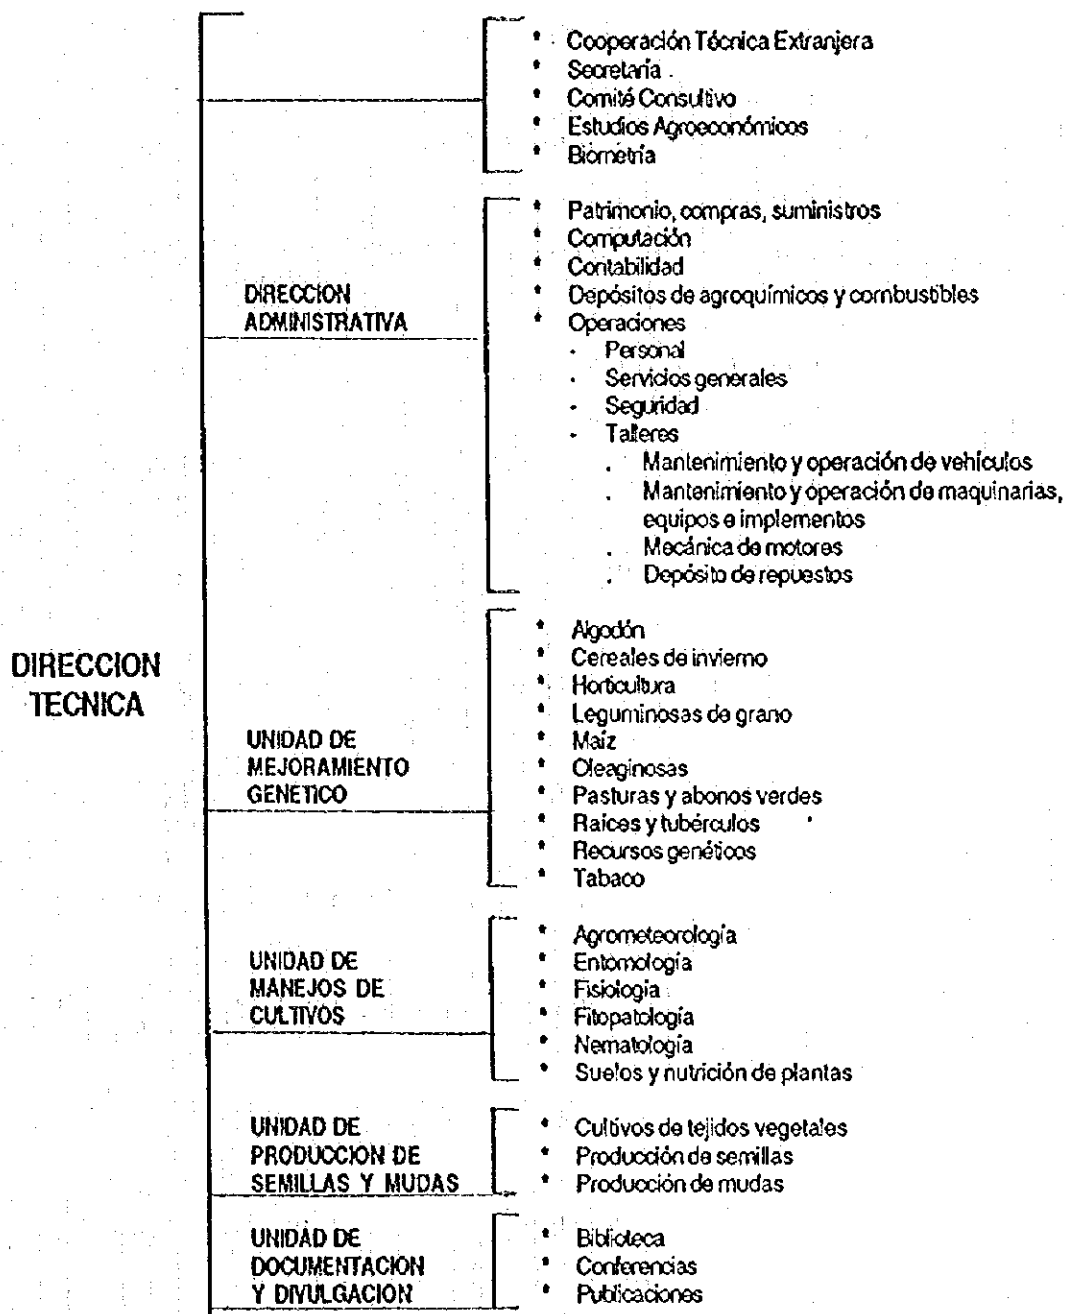 * Cooperación Técnica Extranjera
* Secretaría
* Comité Consultivo
* Estudios Agroeconómicos
* Biometría
DIRECCION
ADMINISTRATIVA
* Patrimonio, compras, suministros
* Computación
* Contabilidad
* Depósitos de agroquímicos y combustibles
* Operaciones
- Personal
- Servicios generales
- Seguridad
- Talleres
. Mantenimiento y operación de vehículos
. Mantenimiento y operación de maquinarias,
equipos e implementos
. Mecánica de motores
. Depósito de repuestos
DIRECCION
TECNICA
UNIDAD DE
MEJORAMIENTO
GENETICO
* Algodón
* Cereales de invierno
* Horticultura
* Leguminosas de grano
* Maíz
* Oleaginosas
* Pasturas y abonos verdes
* Raíces y tubérculos
* Recursos genéticos
* Tabaco
UNIDAD DE
MANEJOS DE
CULTIVOS
* Agrometeorología
* Entomología
* Fisiología
* Fitopatología
* Nematología
* Suelos y nutrición de plantas
UNIDAD DE
PRODUCCION DE
SEMILLAS Y MUDAS
* Cultivos de tejidos vegetales
* Producción de semillas
* Producción de mudas
UNIDAD DE
DOCUMENTACION
Y DIVULGACION
* Biblioteca
* Conferencias
* Publicaciones